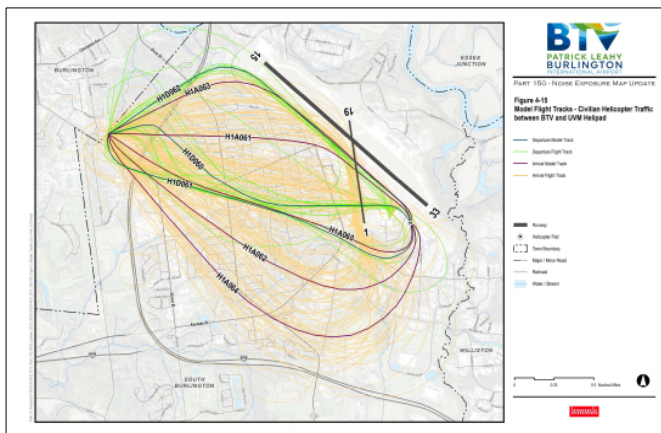 BTV
PATRICK LEAHY
BURLINGTON
INTERNATIONAL AIRPORT
PART 150 - NOISE EXPOSURE MAP UPDATE
Figure 4-15
Model Flight Tracks - Civilian Helicopter Traffic
between BTV and UVM Helipad
Departure Model Track
Departure Flight Track
Arrival Model Track
Arrival Flight Track
Runway
Helicopter Pad
Town Boundary
Major / Minor Road
Railroad
Water / Stream
BURLINGTON
ESSEX
JUNCTION
15
19
H1D062
H1A063
H1A061
H1D060
H1D061
H1A060
33
1
H1A062
H1A064
SOUTH
BURLINGTON
WILLISTON
0
0.25
0.5 Nautical Miles